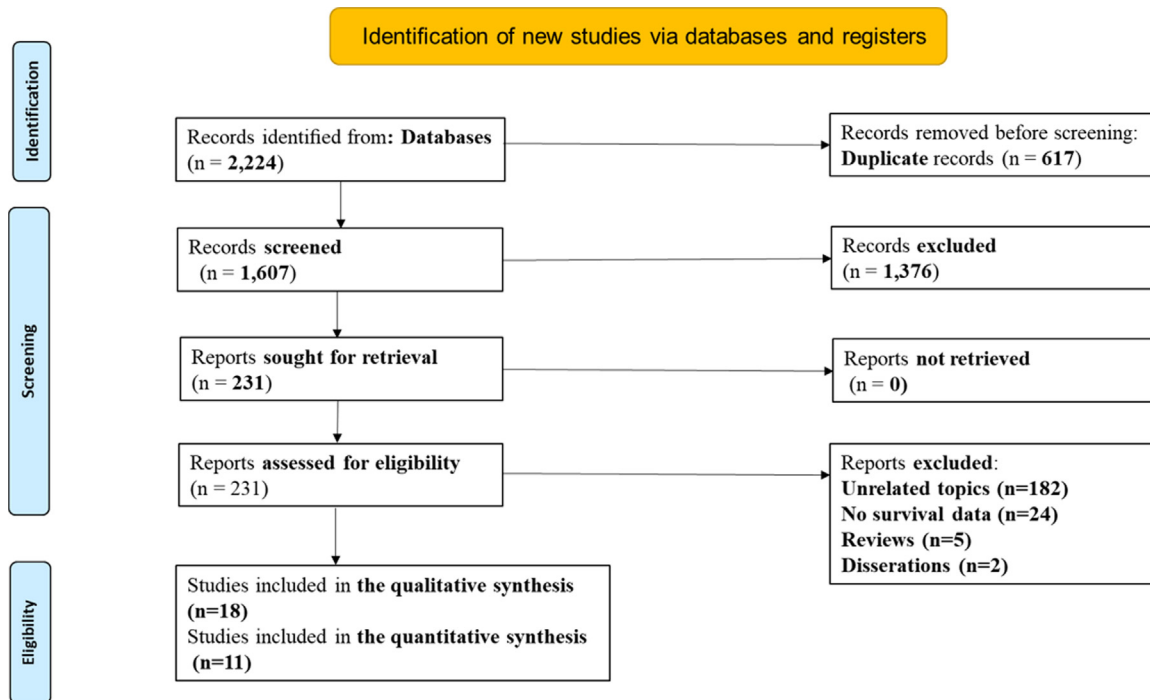 Identification of new studies via databases and registers
Identification
Records identified from: Databases
(n = 2,224)
Records removed before screening:
Duplicate records (n = 617)
Screening
Records screened
(n = 1,607)
Records excluded
(n = 1,376)
Reports sought for retrieval
(n = 231)
Reports not retrieved
(n = 0)
Reports assessed for eligibility
(n = 231)
Reports excluded:
Unrelated topics (n=182)
No survival data (n=24)
Reviews (n=5)
Disserations (n=2)
Eligibility
Studies included in the qualitative synthesis
(n=18)
Studies included in the quantitative synthesis
(n=11)